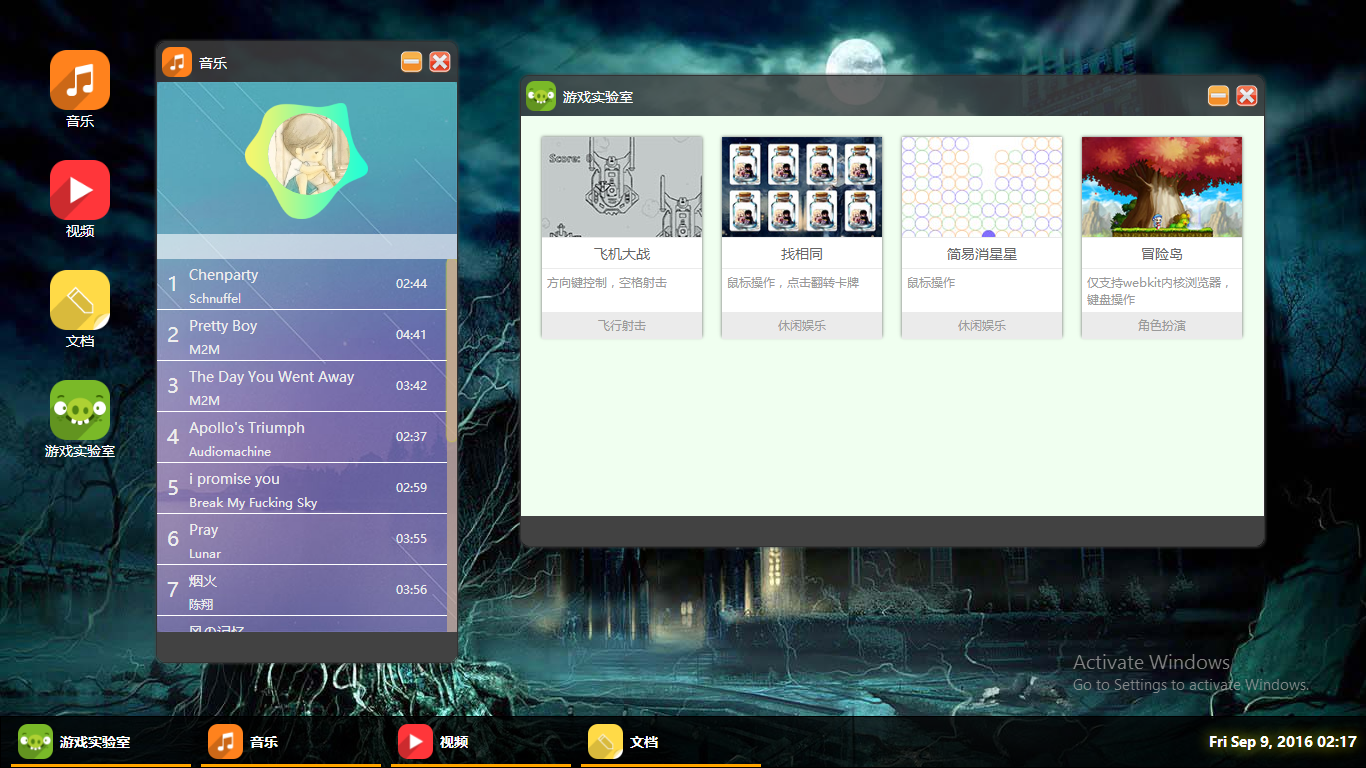 音乐
视频
文档
游戏实验室
音乐
1
Chenparty
02:44
Schnuffel
2
Pretty Boy
04:41
M2M
3
The Day You Went Away
03:42
M2M
4
Apollo's Triumph
02:37
Audiomachine
5
i promise you
02:59
Break My Fucking Sky
6
Pray
03:55
Lunar
7
烟火
03:56
陈翔
风の记忆
游戏实验室
Score: 0
飞机大战
方向键控制，空格射击
飞行射击
找相同
鼠标操作，点击翻转卡牌
休闲娱乐
简易消星星
鼠标操作
休闲娱乐
冒险岛
仅支持webkit内核浏览器，
键盘操作
角色扮演
Activate Windows
Go to Settings to activate Windows.
游戏实验室
音乐
视频
文档
Fri Sep 9, 2016 02:17